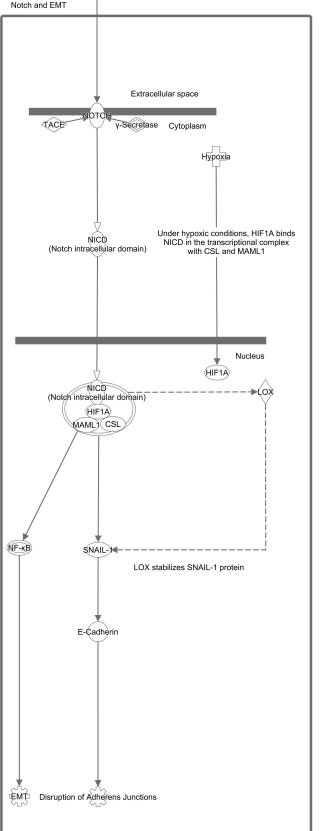 Notch and EMT
Extracellular space
NOTCH
TACE
γ-Secretase
Cytoplasm
Hypoxia
NICD
(Notch intracellular domain)
Under hypoxic conditions, HIF1A binds
NICD in the transcriptional complex
with CSL and MAML1
Nucleus
HIF1A
NICD
(Notch intracellular domain)
LOX
HIF1A
MAML1
CSL
NF-κB
SNAIL-1
LOX stabilizes SNAIL-1 protein
E-Cadherin
EMT
Disruption of Adherens Junctions